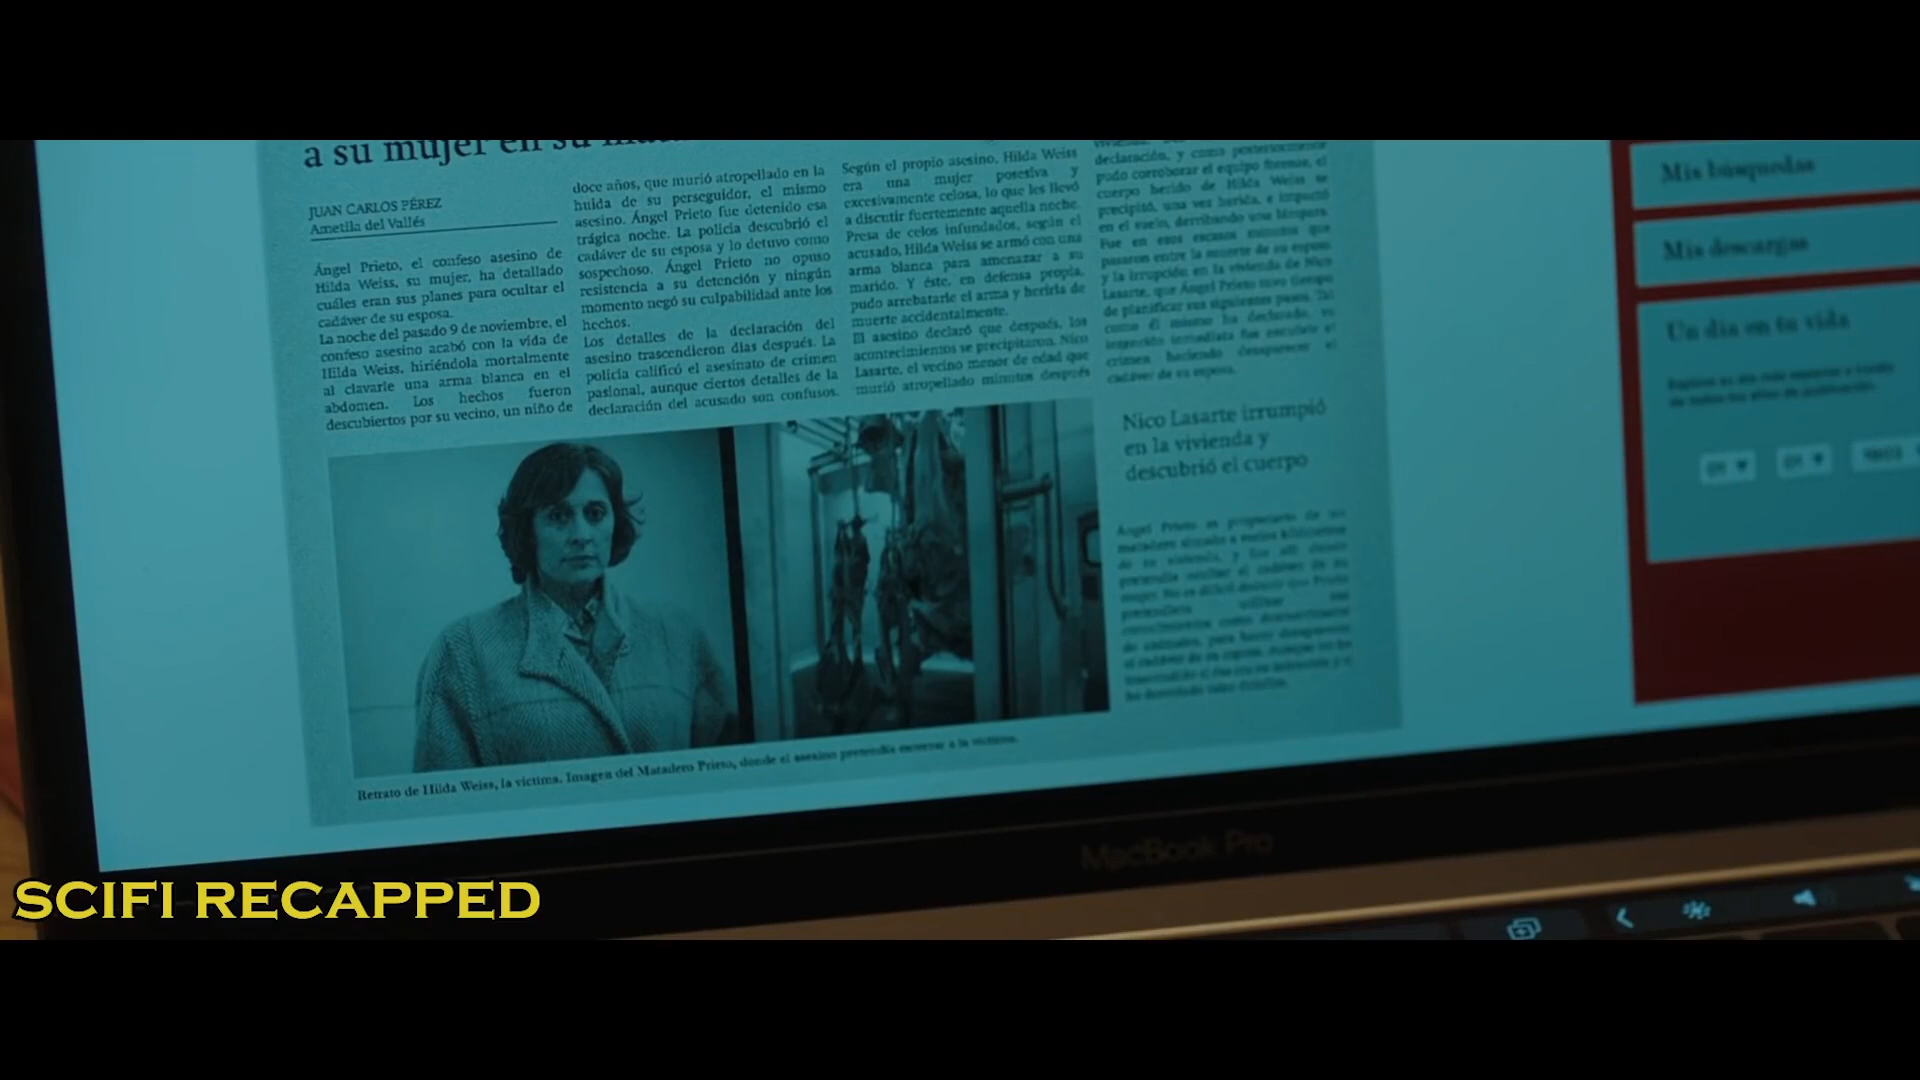 a su mujer en su
JUAN CARLOS PÉREZ
Ametlla del Vallés
Ángel Prieto, el confeso asesino de
Hilda Weiss, su mujer, ha detallado
cuáles eran sus planes para ocultar el
cadáver de su esposa.
La noche del pasado 9 de noviembre, el
confeso asesino acabó con la vida de
Hilda Weiss, hiriéndola mortalmente
al clavarle una arma blanca en el
abdomen. Los hechos fueron
descubiertos por su vecino, un niño de
doce años, que murió atropellado en la
huida de su perseguidor, el mismo
asesino. Ángel Prieto fue detenido esa
trágica noche. La policía descubrió el
cadáver de su esposa y lo detuvo como
sospechoso. Ángel Prieto no opuso
resistencia a su detención y ningún
momento negó su culpabilidad ante los
hechos.
Los detalles de la declaración del
asesino trascendieron días después. La
policía calificó el asesinato de crimen
pasional, aunque ciertos detalles de la
declaración del acusado son confusos.
Según el propio asesino, Hilda Weiss
era una mujer posesiva y
excesivamente celosa, lo que les llevó
a discutir fuertemente aquella noche.
Presa de celos infundados, según el
acusado, Hilda Weiss se armó con una
arma blanca para amenazar a su
marido. Y éste, en defensa propia,
pudo arrebatarle el arma y herirla de
muerte accidentalmente.
El asesino declaró que después, los
acontecimientos se precipitaron. Nico
Lasarte, el vecino menor de edad que
murió atropellado minutos después
declaración, y como posteriormente
pudo corroborar el equipo forense, el
cuerpo herido de Hilda Weiss se
precipitó, una vez herida, e impactó
en el suelo, derribando una lámpara.
Fue en esos escasos minutos que
pasaron entre la muerte de su esposa
y la irrupción en la vivienda de Nico
Lasarte, que Ángel Prieto tuvo tiempo
de planificar sus siguientes pasos. Tal
como él mismo ha declarado, su
intención inmediata fue encubrir el
crimen haciendo desaparecer el
cadáver de su esposa.
Nico Lasarte irrumpió
en la vivienda y
descubrió el cuerpo
Ángel Prieto es propietario de un
matadero situado a varios kilómetros
Retrato de Hilda Weiss, la víctima. Imagen del Matadero Prieto, donde el asesino pretendía esconder a la víctima.
Mis búsquedas
Mis descargas
Un día en tu vida
MacBook Pro
SCIFI RECAPPED